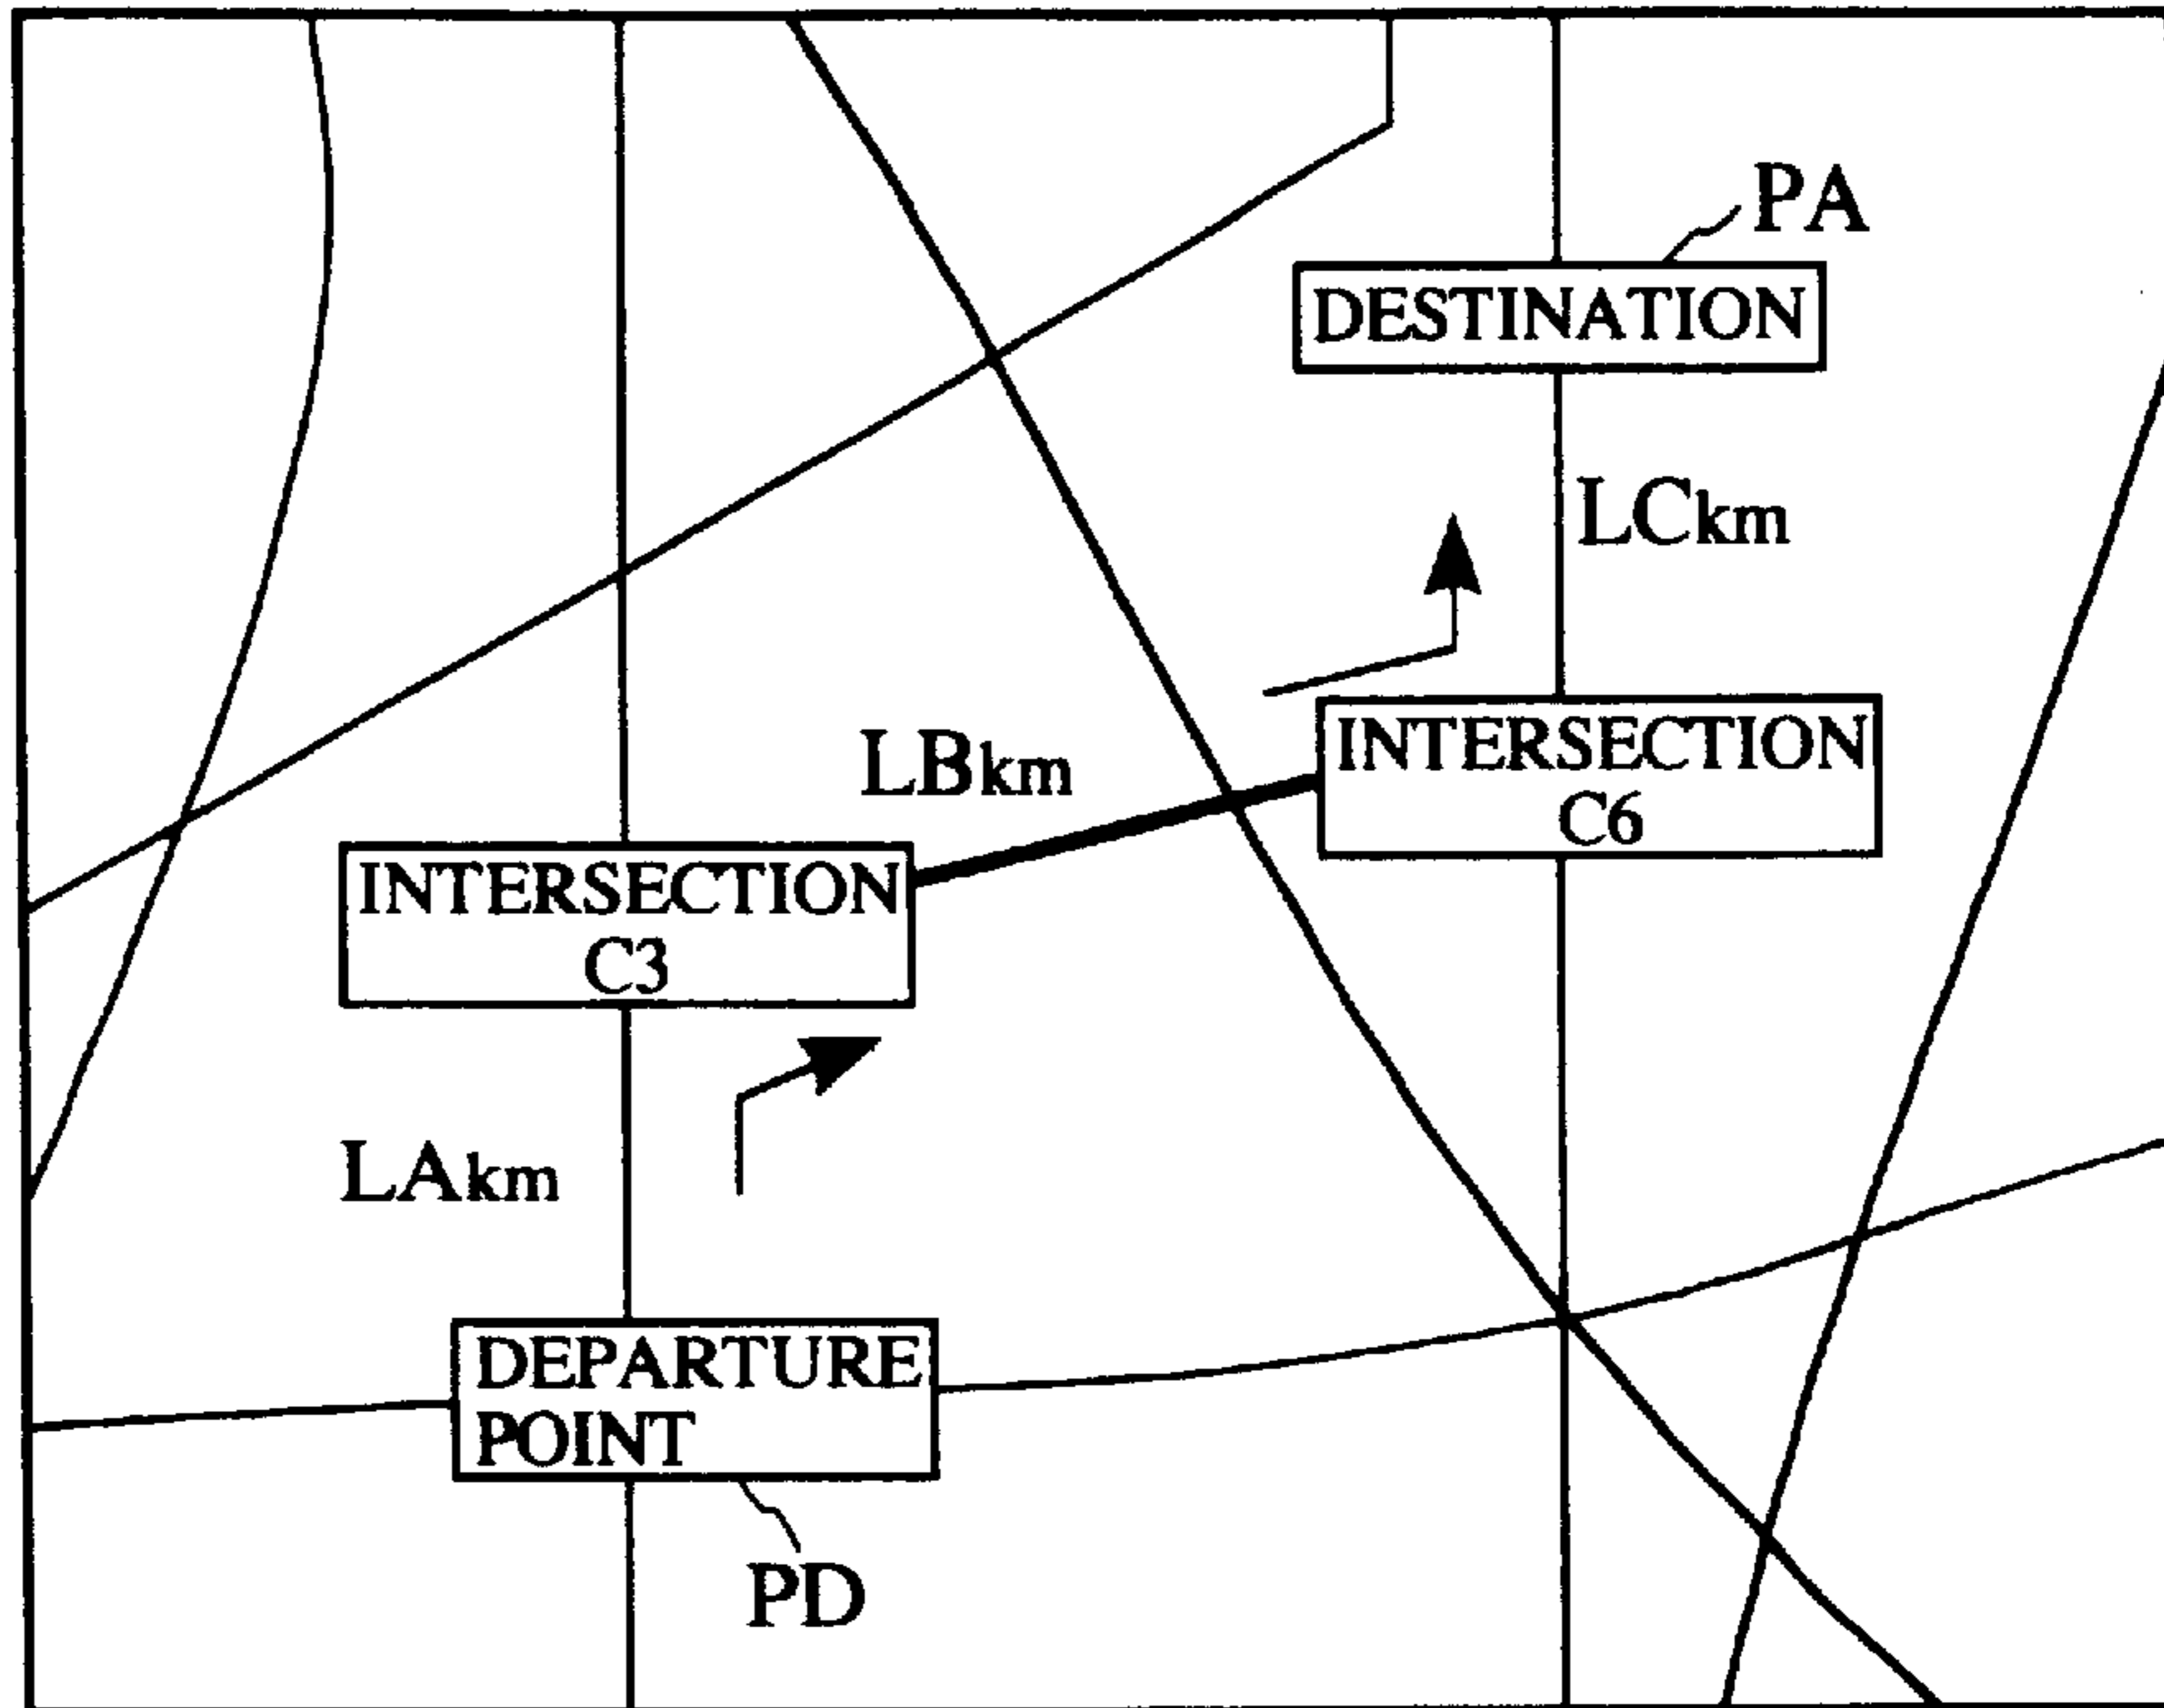 PA
DESTINATION
LCkm
LBkm
INTERSECTION
C6
INTERSECTION
C3
LAkm
DEPARTURE
POINT
PD